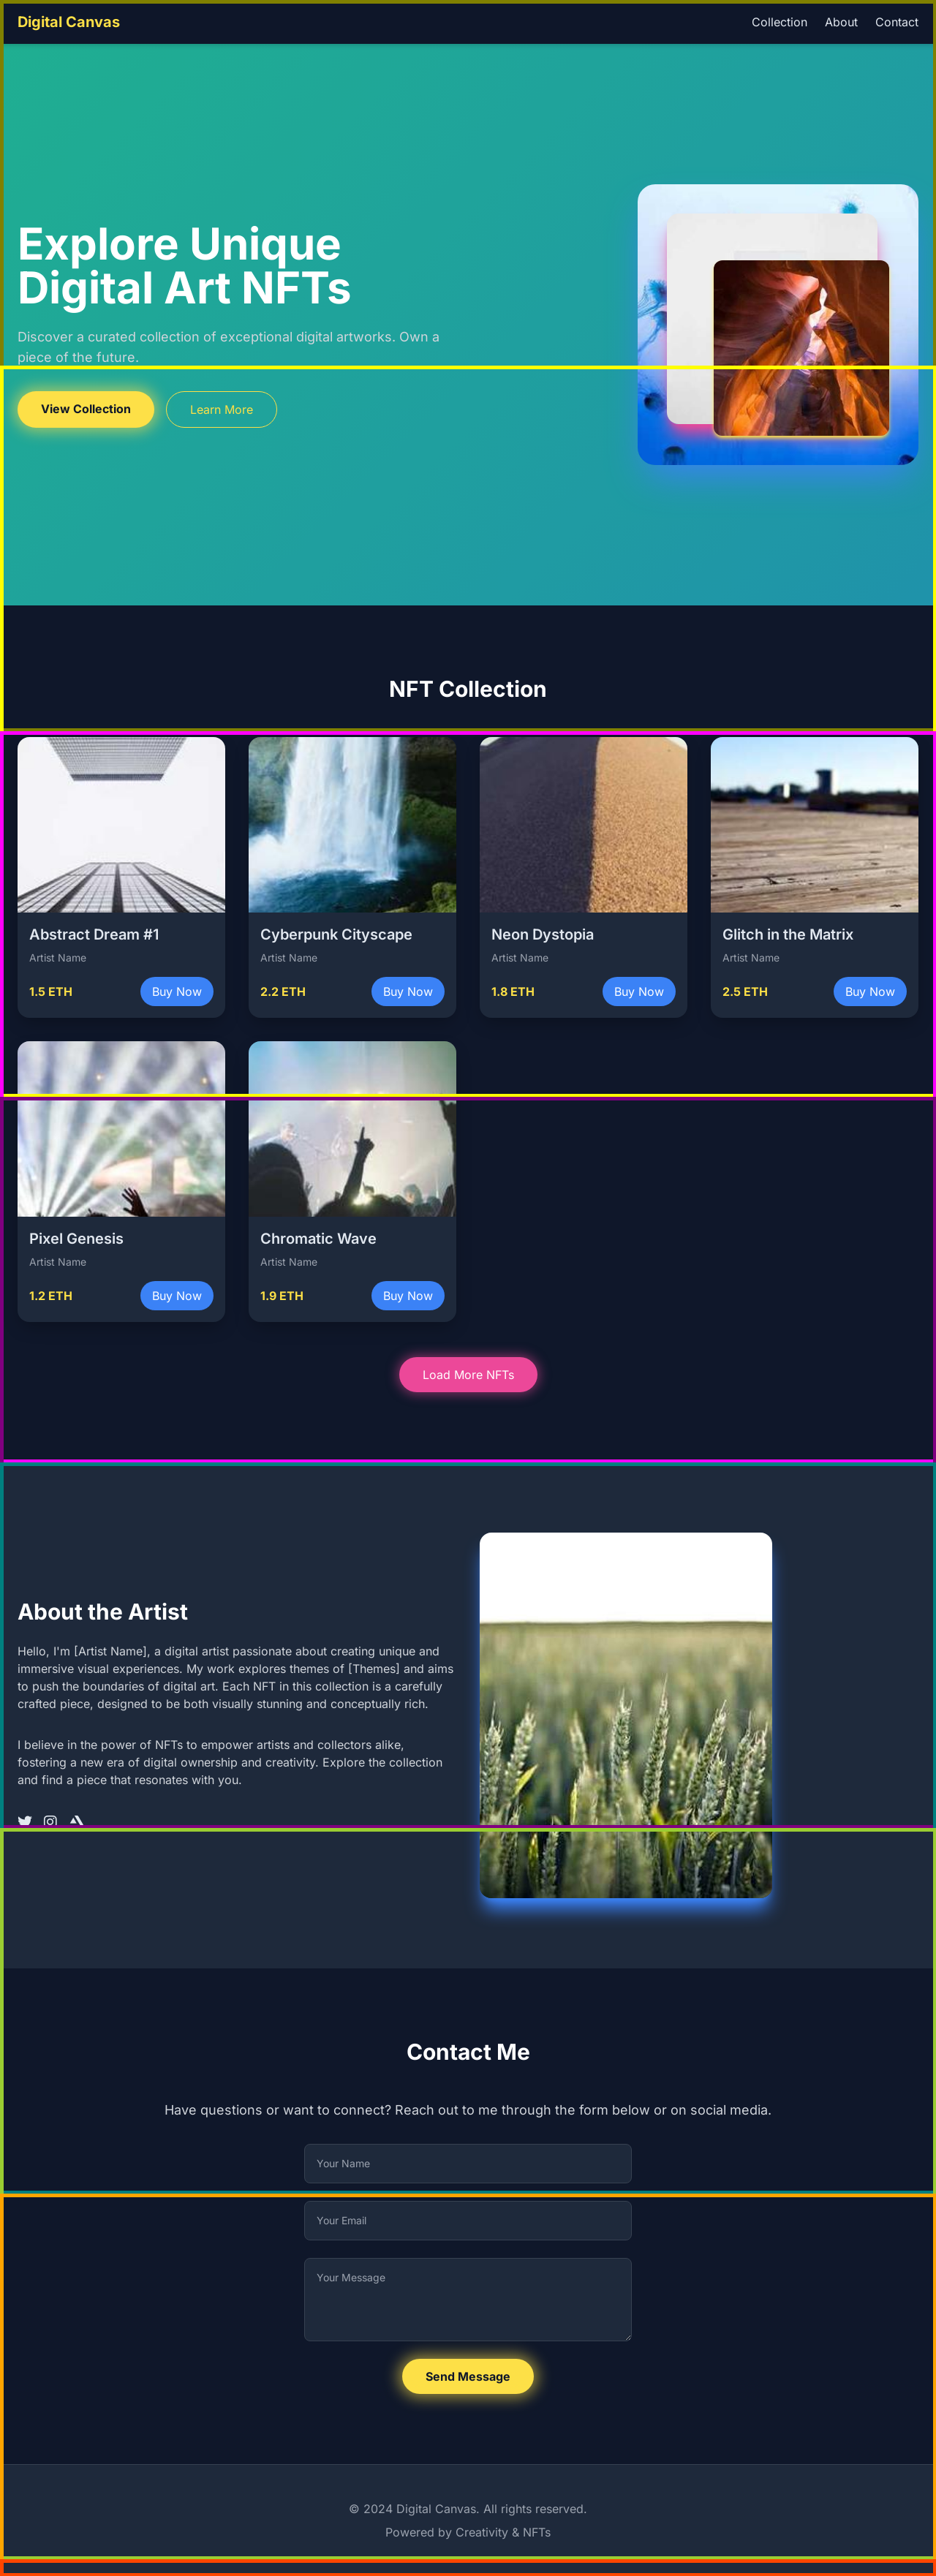 Digital Canvas
Collection
About
Contact
Explore Unique
Digital Art NFTs
Discover a curated collection of exceptional digital artworks. Own a
piece of the future.
View Collection
Learn More
NFT Collection
Abstract Dream #1
Artist Name
1.5 ETH
Buy Now
Cyberpunk Cityscape
Artist Name
2.2 ETH
Buy Now
Neon Dystopia
Artist Name
1.8 ETH
Buy Now
Glitch in the Matrix
Artist Name
2.5 ETH
Buy Now
Pixel Genesis
Artist Name
1.2 ETH
Buy Now
Chromatic Wave
Artist Name
1.9 ETH
Buy Now
Load More NFTs
About the Artist
Hello, I'm [Artist Name], a digital artist passionate about creating unique and
immersive visual experiences. My work explores themes of [Themes] and aims
to push the boundaries of digital art. Each NFT in this collection is a carefully
crafted piece, designed to be both visually stunning and conceptually rich.
I believe in the power of NFTs to empower artists and collectors alike,
fostering a new era of digital ownership and creativity. Explore the collection
and find a piece that resonates with you.
Contact Me
Have questions or want to connect? Reach out to me through the form below or on social media.
Your Name
Your Email
Your Message
Send Message
© 2024 Digital Canvas. All rights reserved.
Powered by Creativity & NFTs